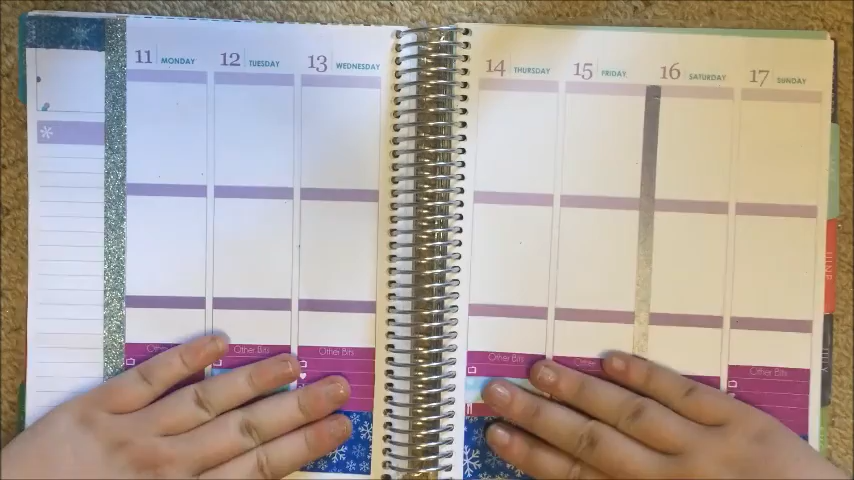 11 MONDAY 12 TUESDAY 13 WEDNESDAY
14 THURSDAY 15 FRIDAY 16 SATURDAY 17 SUNDAY
Other Bits Other Bits Other Bits
Other Bits Other Bits
JUNE
JULY